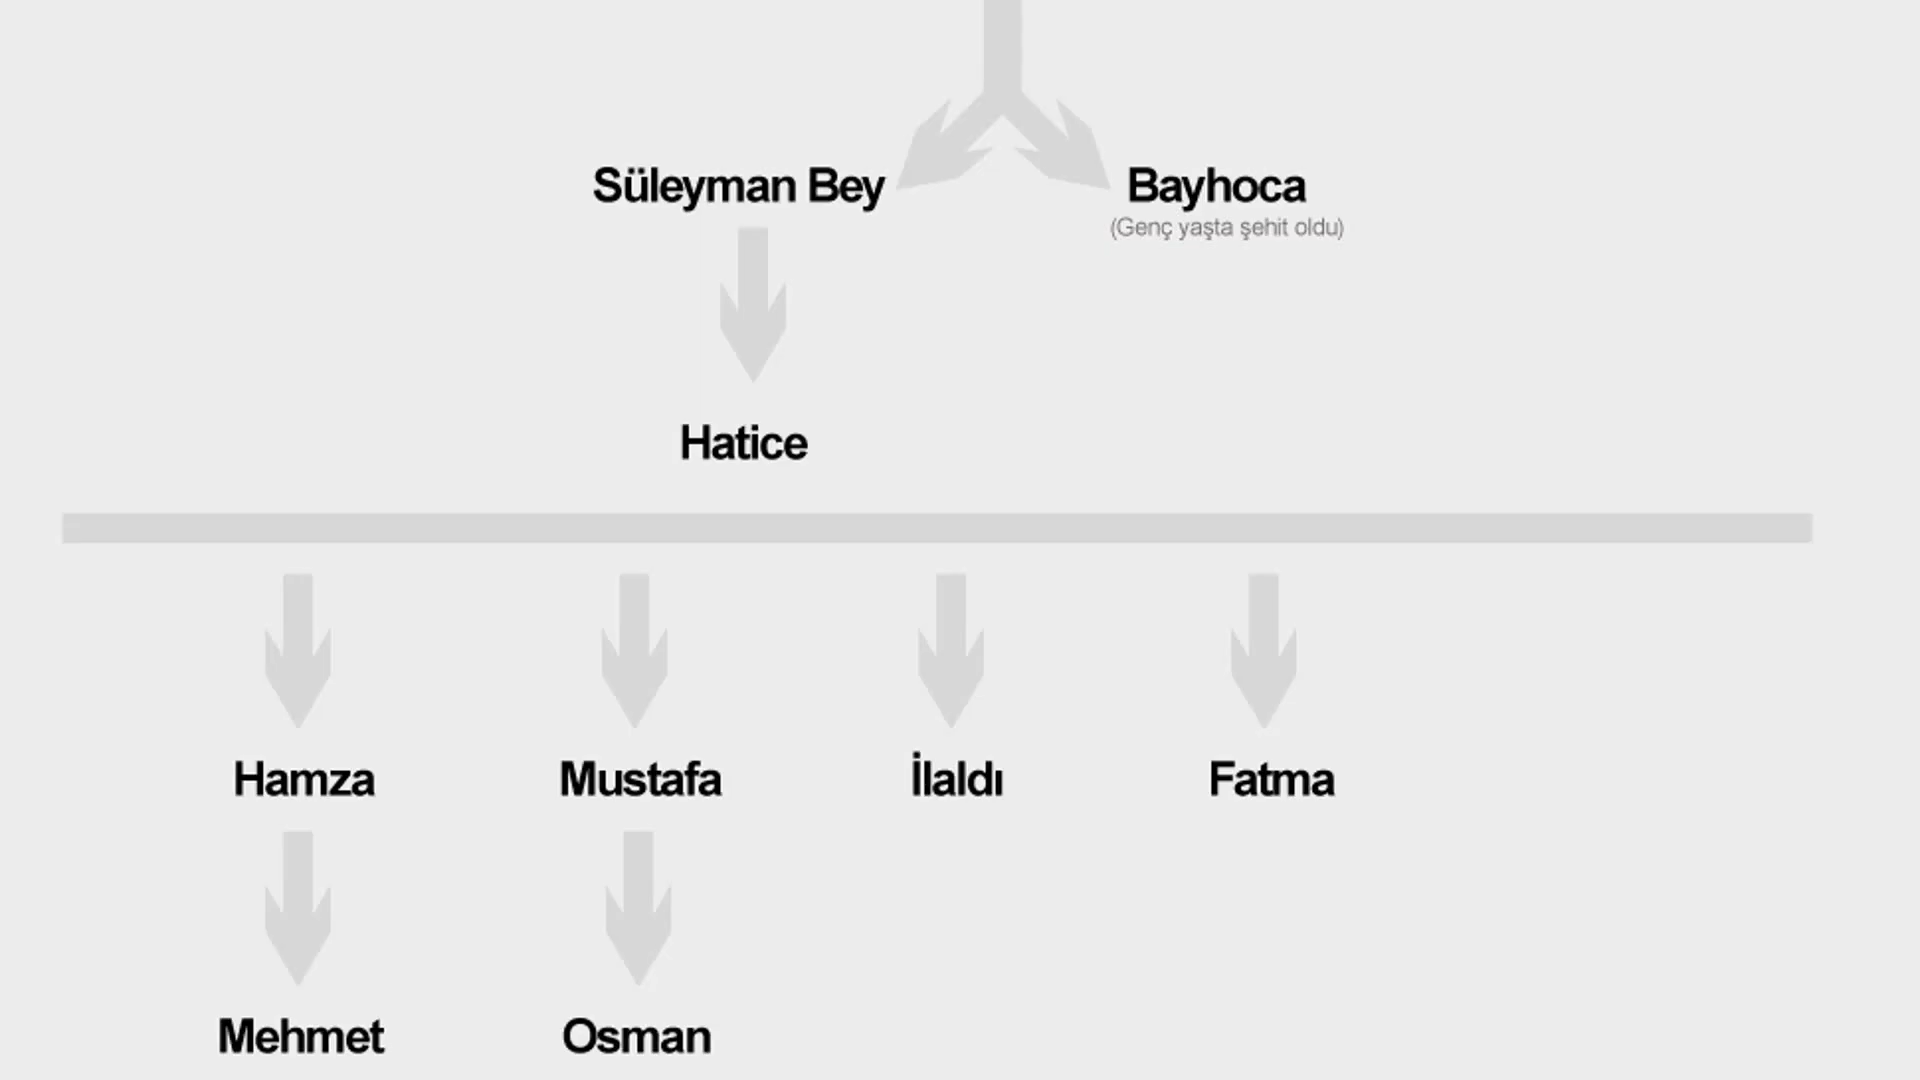 Süleyman Bey
Bayhoca
(Genç yaşta şehit oldu)
Hatice
Hamza
Mustafa
İlaldı
Fatma
Mehmet
Osman